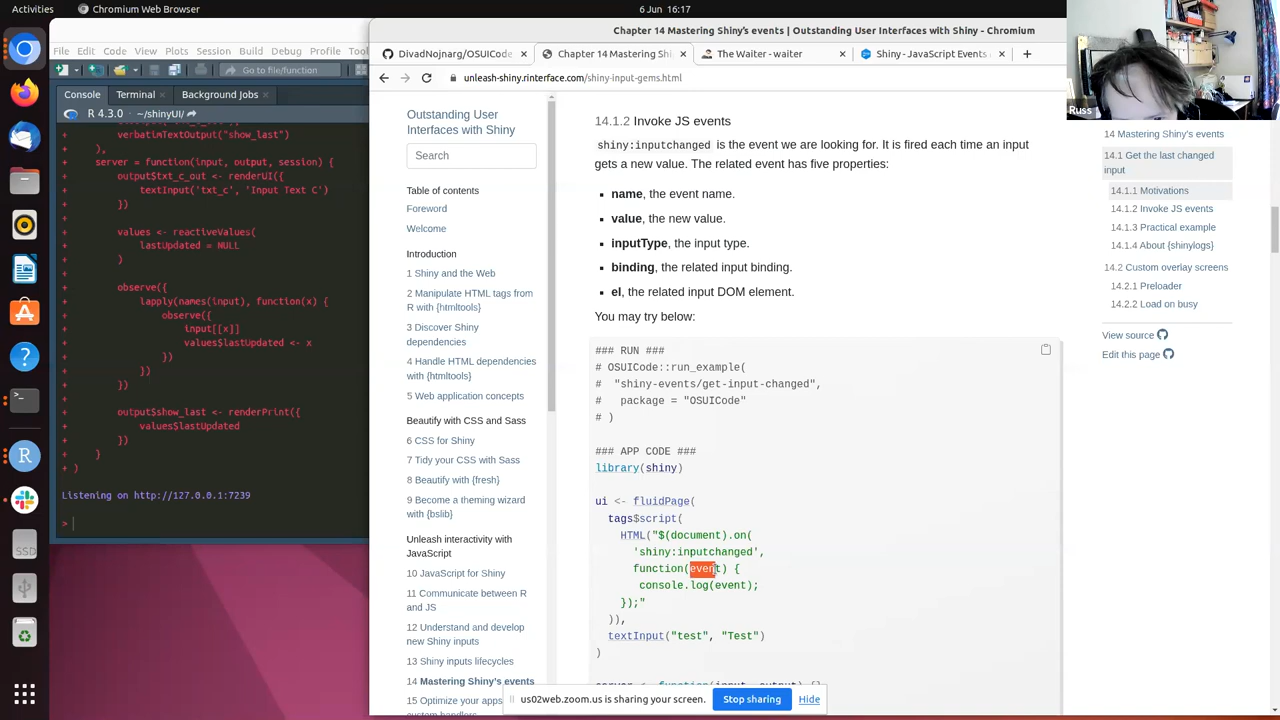 Activities
Chromium Web Browser
6 Jun 16:17
File Edit Code View Plots Session Build Debug Profile
Go to file/function
Console Terminal Background Jobs
R 4.3.0 · ~/shinyUI/
+ verbatimTextOutput("show_last")
+ ),
+ server = function(input, output, session) {
+ output$txt_c_out <- renderUI({
+ textInput('txt_c', 'Input Text C')
+ })
+
+ values <- reactiveValues(
+ lastUpdated = NULL
+ )
+
+ observe({
+ lapply(names(input), function(x) {
+ observe({
+ input[[x]]
+ values$lastUpdated <- x
+ })
+ })
+ })
+
+ output$show_last <- renderPrint({
+ values$lastUpdated
+ })
+ }
+ )
Listening on http://127.0.0.1:7239
>
Chapter 14 Mastering Shiny's events | Outstanding User Interfaces with Shiny - Chromium
DivadNojnarg/OSUICode
Chapter 14 Mastering Shi
The Waiter - waiter
Shiny - JavaScript Events
unleash-shiny.rinterface.com/shiny-input-gems.html
Outstanding User
Interfaces with Shiny
Search
Table of contents
Foreword
Welcome
Introduction
1 Shiny and the Web
2 Manipulate HTML tags from
R with {htmltools}
3 Discover Shiny
dependencies
4 Handle HTML dependencies
with {htmltools}
5 Web application concepts
Beautify with CSS and Sass
6 CSS for Shiny
7 Tidy your CSS with Sass
8 Beautify with {fresh}
9 Become a theming wizard
with {bslib}
Unleash interactivity with
JavaScript
10 JavaScript for Shiny
11 Communicate between R
and JS
12 Understand and develop
new Shiny inputs
13 Shiny inputs lifecycles
14 Mastering Shiny's events
15 Optimize your apps
custom handlers
14.1.2 Invoke JS events
shiny:inputchanged is the event we are looking for. It is fired each time an input
gets a new value. The related event has five properties:
name, the event name.
value, the new value.
inputType, the input type.
binding, the related input binding.
el, the related input DOM element.
You may try below:
### RUN ###
# OSUICode::run_example(
# "shiny-events/get-input-changed",
# package = "OSUICode"
# )
### APP CODE ###
library(shiny)
ui <- fluidPage(
tags$script(
HTML("$(document).on(
'shiny:inputchanged',
function(event) {
console.log(event);
});"
)),
textInput("test", "Test")
)
server <- function(input, output) {}
Russ
14 Mastering Shiny's events
14.1 Get the last changed
input
14.1.1 Motivations
14.1.2 Invoke JS events
14.1.3 Practical example
14.1.4 About {shinylogs}
14.2 Custom overlay screens
14.2.1 Preloader
14.2.2 Load on busy
View source
Edit this page
us02web.zoom.us is sharing your screen.
Stop sharing
Hide
SSD